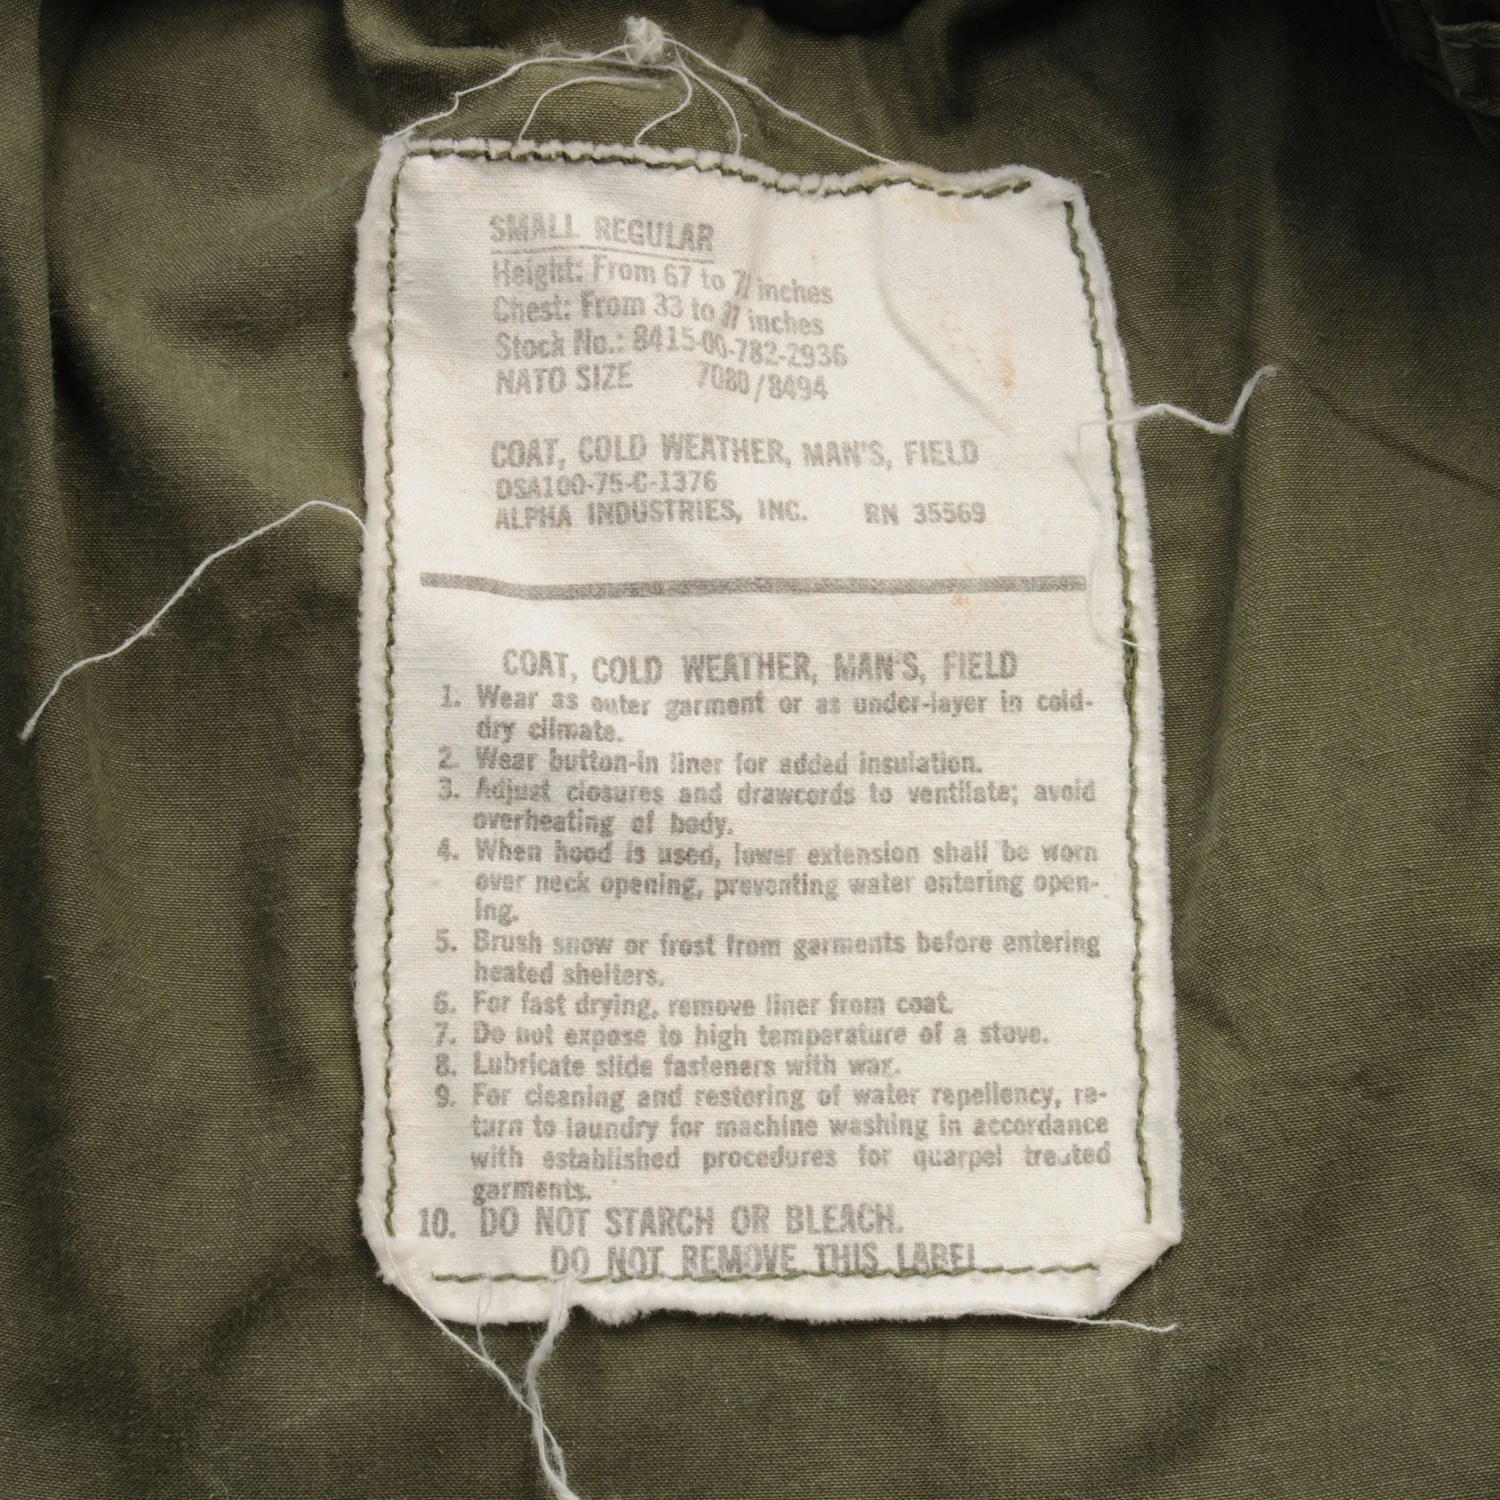 SMALL REGULAR
Height: From 67 to 71 inches
Chest: From 33 to 37 inches
Stock No.: 8415-00-782-2936
NATO SIZE 7080/8494
COAT, COLD WEATHER, MAN'S, FIELD
DSA100-75-C-1376
ALPHA INDUSTRIES, INC. RN 35569
COAT, COLD WEATHER, MAN'S, FIELD
1. Wear as outer garment or as under-layer in cold-
dry climate.
2. Wear button-in liner for added insulation.
3. Adjust closures and drawcords to ventilate; avoid
overheating of body.
4. When hood is used, lower extension shall be worn
over neck opening, preventing water entering open-
ing.
5. Brush snow or frost from garments before entering
heated shelters.
6. For fast drying, remove liner from coat.
7. Do not expose to high temperature of a stove.
8. Lubricate slide fasteners with wax.
9. For cleaning and restoring of water repellency, re-
turn to laundry for machine washing in accordance
with established procedures for quarpel treated
garments.
10. DO NOT STARCH OR BLEACH.
DO NOT REMOVE THIS LABEL